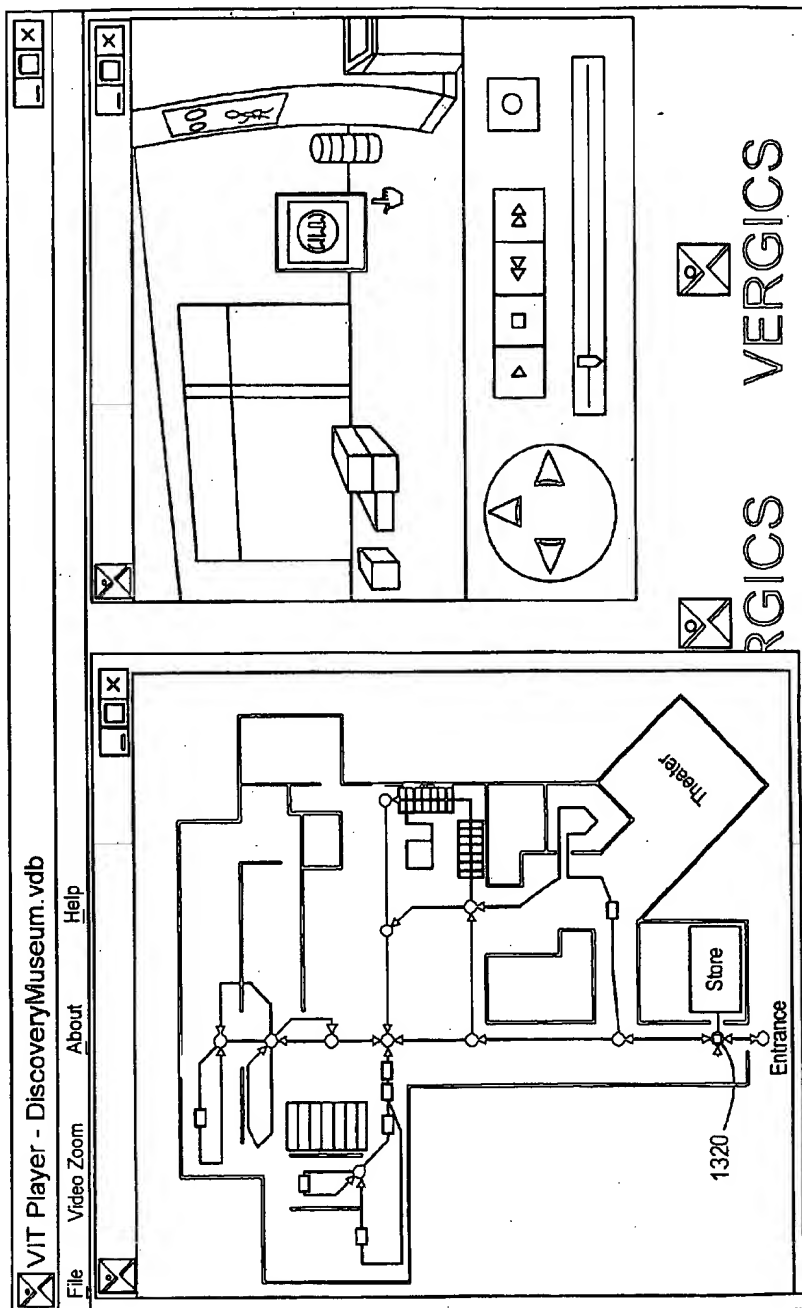 ViT Player - DiscoveryMuseum.vdb
File Video Zoom About Help
Theater
Store
Entrance
1320
RGICS
VERGICS